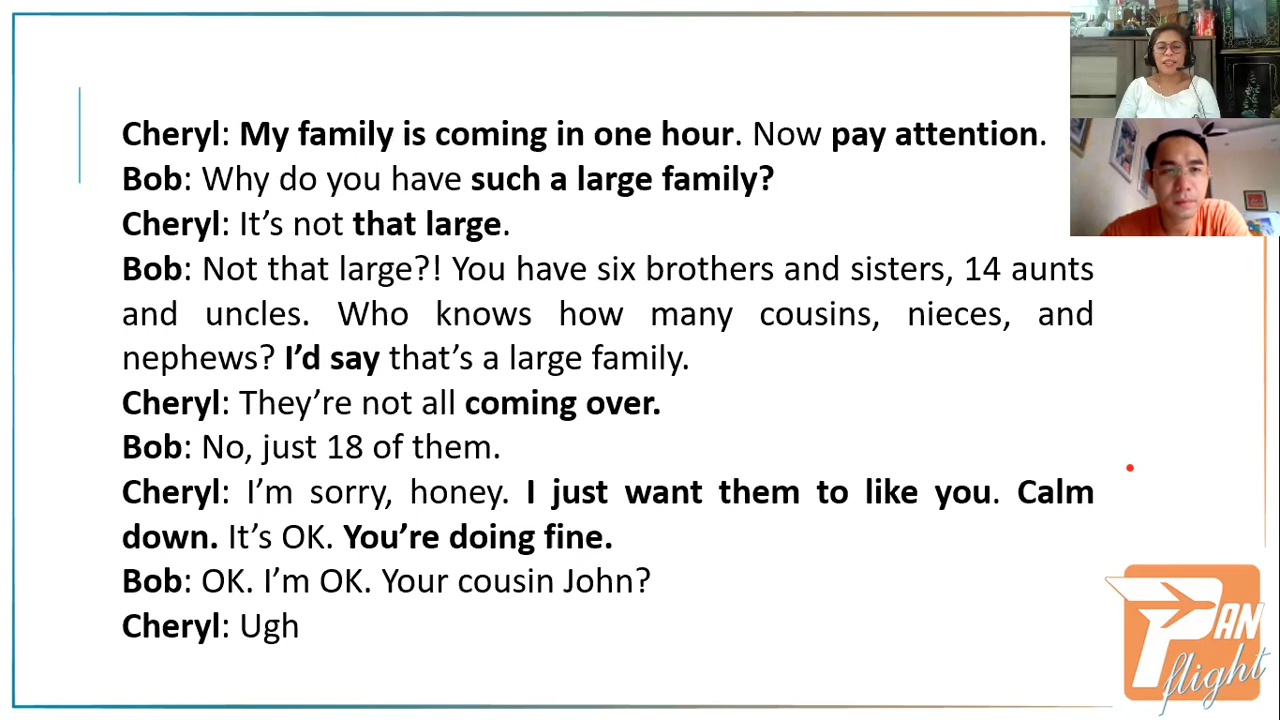 Cheryl: My family is coming in one hour. Now pay attention.
Bob: Why do you have such a large family?
Cheryl: It’s not that large.
Bob: Not that large?! You have six brothers and sisters, 14 aunts
and uncles. Who knows how many cousins, nieces, and
nephews? I’d say that’s a large family.
Cheryl: They’re not all coming over.
Bob: No, just 18 of them.
Cheryl: I’m sorry, honey. I just want them to like you. Calm
down. It’s OK. You’re doing fine.
Bob: OK. I’m OK. Your cousin John?
Cheryl: Ugh
PAN
flight